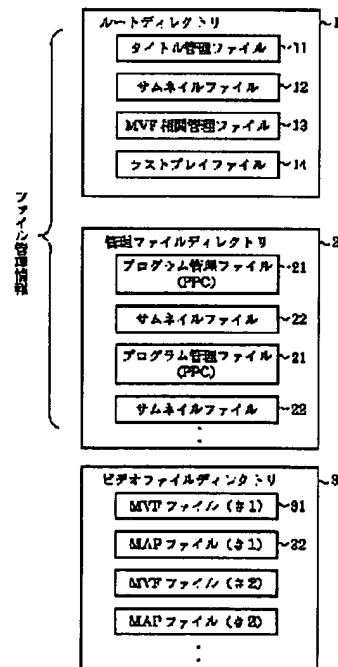 ルートディレクトリ
1
タイトル管理ファイル
11
サムネイルファイル
12
MVF相関管理ファイル
13
ラストプレイファイル
14
管理ファイルディレクトリ
2
プログラム管理ファイル
(PPC)
21
サムネイルファイル
22
プログラム管理ファイル
(PPC)
21
サムネイルファイル
22
ファイル管理情報
ビデオファイルディレクトリ
3
MVFファイル (#1)
31
MAPファイル (#1)
32
MVFファイル (#2)
MAPファイル (#2)